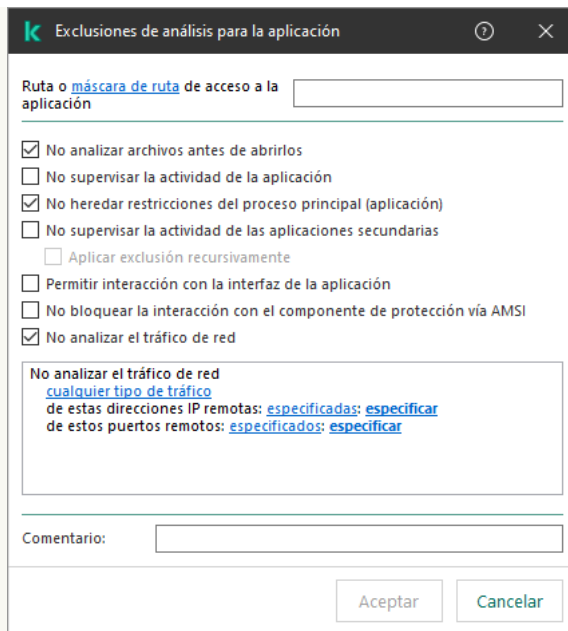 Exclusiones de análisis para la aplicación
Ruta o máscara de ruta de acceso a la
aplicación
No analizar archivos antes de abrirlos
No supervisar la actividad de la aplicación
No heredar restricciones del proceso principal (aplicación)
No supervisar la actividad de las aplicaciones secundarias
Aplicar exclusión recursivamente
Permitir interacción con la interfaz de la aplicación
No bloquear la interacción con el componente de protección vía AMSI
No analizar el tráfico de red
No analizar el tráfico de red
cualquier tipo de tráfico
de estas direcciones IP remotas: especificadas: especificar
de estos puertos remotos: especificados: especificar
Comentario:
Aceptar Cancelar